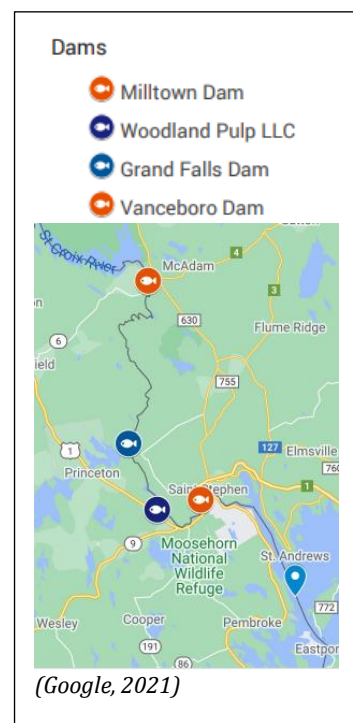 Dams
Milltown Dam
Woodland Pulp LLC
Grand Falls Dam
Vanceboro Dam
St Croix River
McAdam
4
3
630
Flume Ridge
6
755
127
Elmsville
1
Princeton
760
Saint Stephen
1
9
Moosehorn
National
Wildlife
Refuge
St. Andrews
772
Wesley
Cooper
Pembroke
191
Eastpor
86
(Google, 2021)